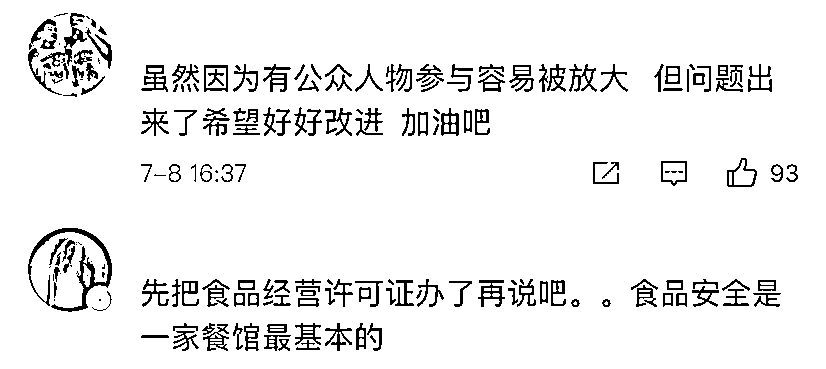 虽然因为有公众人物参与容易被放大 但问题出
来了希望好好改进 加油吧
7-8 16:37
93
先把食品经营许可证办了再说吧。。食品安全是
一家餐馆最基本的